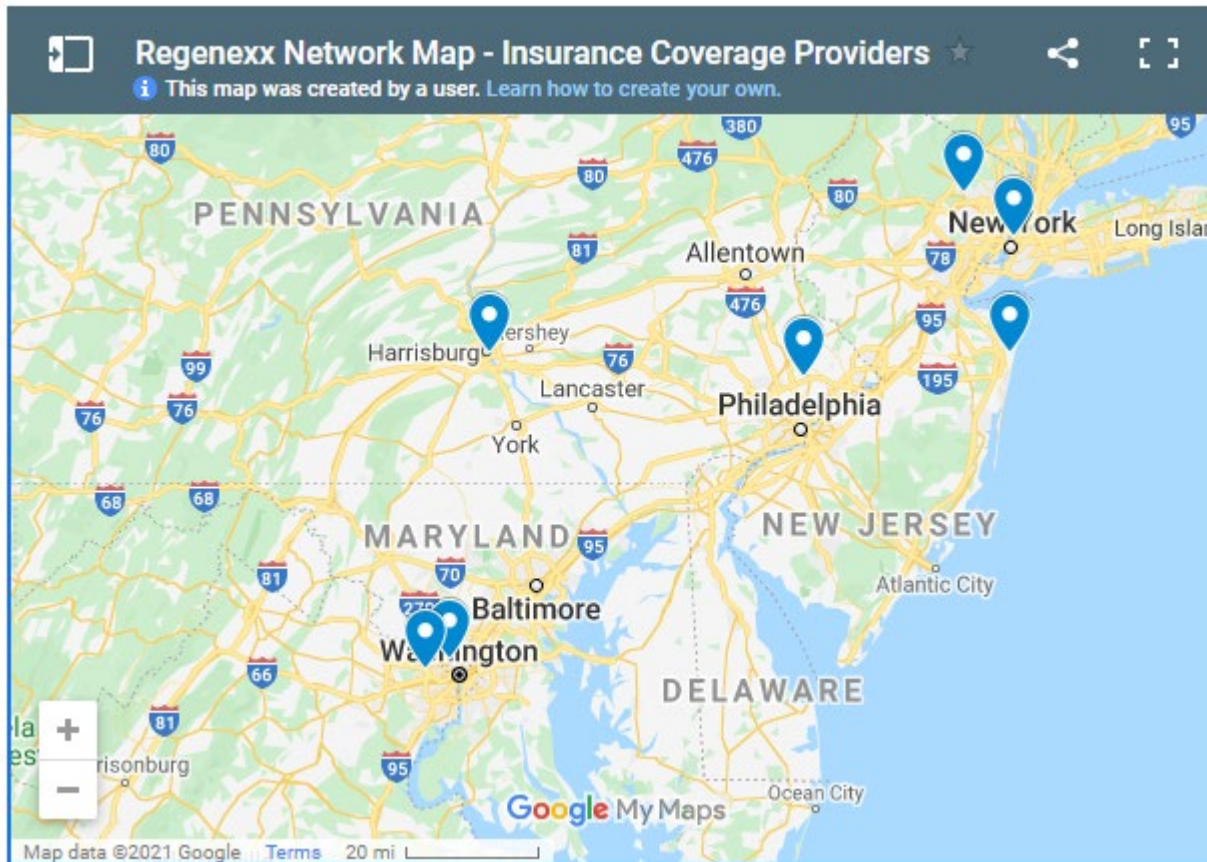 Regenexx Network Map - Insurance Coverage Providers
This map was created by a user. Learn how to create your own.
380
95
80
476
80
80
PENNSYLVANIA
New York
Long Islan
81
Allentown
78
476
95
Hershey
Harrisburg
76
99
195
76
76
Lancaster
Philadelphia
York
68
68
MARYLAND
95
NEW JERSEY
81
70
Atlantic City
270
Baltimore
Washington
66
DELAWARE
81
+
rrisonburg
95
−
Ocean City
Google My Maps
Map data ©2021 Google Terms 20 mi